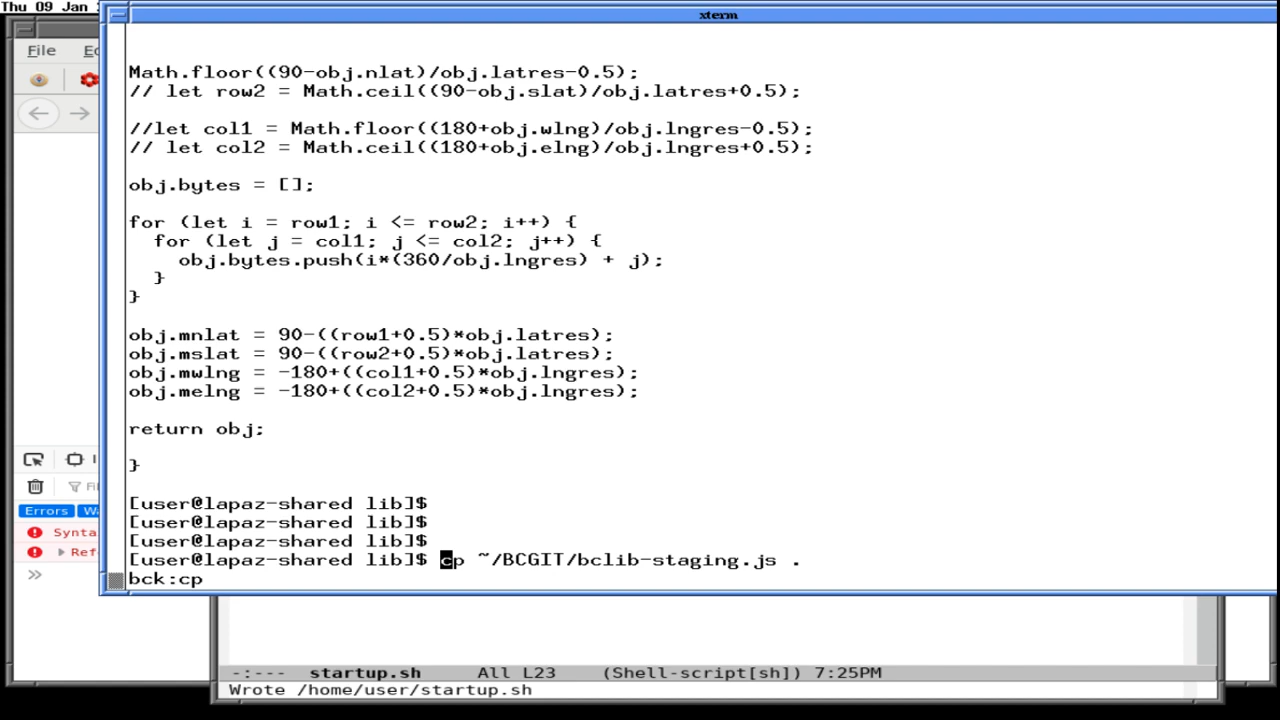 Thu 09 Jan
xterm
File
Math.floor((90-obj.nlat)/obj.latres-0.5);
// let row2 = Math.ceil((90-obj.slat)/obj.latres+0.5);
//let col1 = Math.floor((180+obj.wlng)/obj.lngres-0.5);
// let col2 = Math.ceil((180+obj.elng)/obj.lngres+0.5);
obj.bytes = [];
for (let i = row1; i <= row2; i++) {
  for (let j = col1; j <= col2; j++) {
    obj.bytes.push(i*(360/obj.lngres) + j);
  }
}
obj.mnlat = 90-((row1+0.5)*obj.latres);
obj.mslat = 90-((row2+0.5)*obj.latres);
obj.mwlng = -180+((col1+0.5)*obj.lngres);
obj.melng = -180+((col2+0.5)*obj.lngres);
return obj;
}
[user@lapaz-shared lib]$
[user@lapaz-shared lib]$
[user@lapaz-shared lib]$
[user@lapaz-shared lib]$ cp ~/BCGIT/bclib-staging.js .
bck:cp
Errors
-:---  startup.sh     All L23    (Shell-script[sh]) 7:25PM
Wrote /home/user/startup.sh